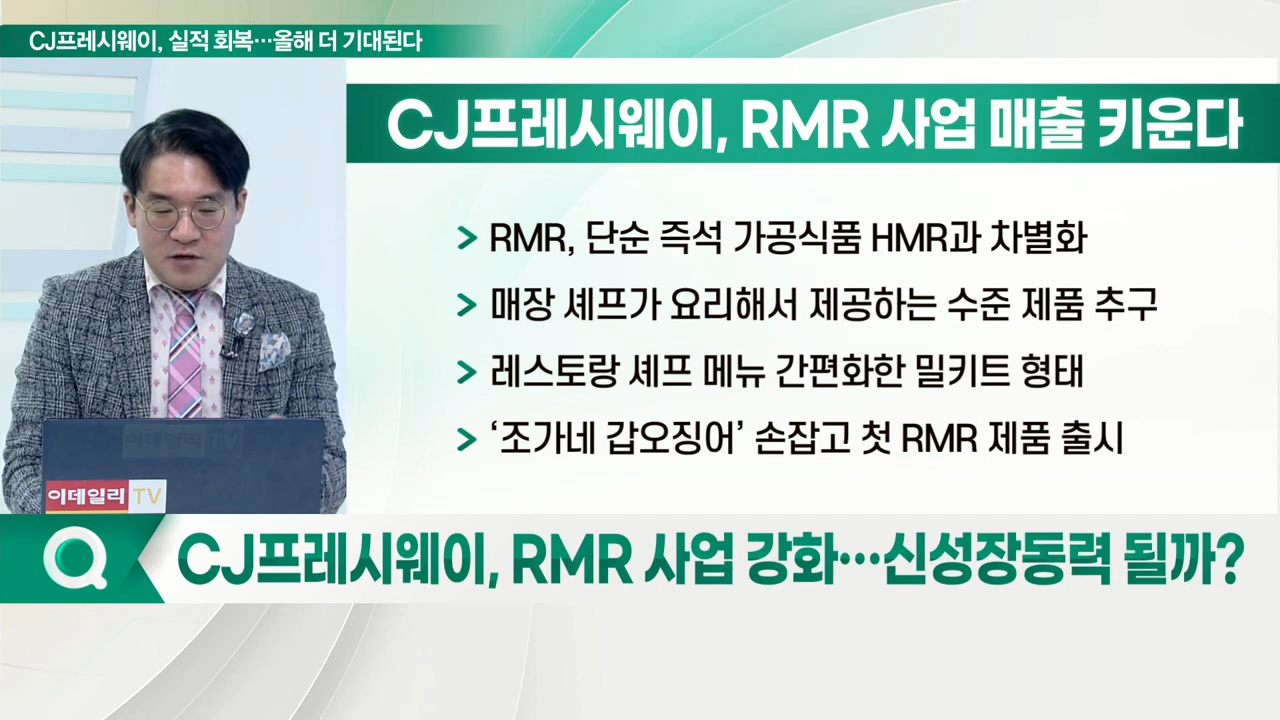 CJ프레시웨이, 실적 회복…올해 더 기대된다
CJ프레시웨이, RMR 사업 매출 키운다
> RMR, 단순 즉석 가공식품 HMR과 차별화
> 매장 셰프가 요리해서 제공하는 수준 제품 추구
> 레스토랑 셰프 메뉴 간편화한 밀키트 형태
> ‘조가네 갑오징어’ 손잡고 첫 RMR 제품 출시
이데일리 TV
이데일리 TV
CJ프레시웨이, RMR 사업 강화…신성장동력 될까?